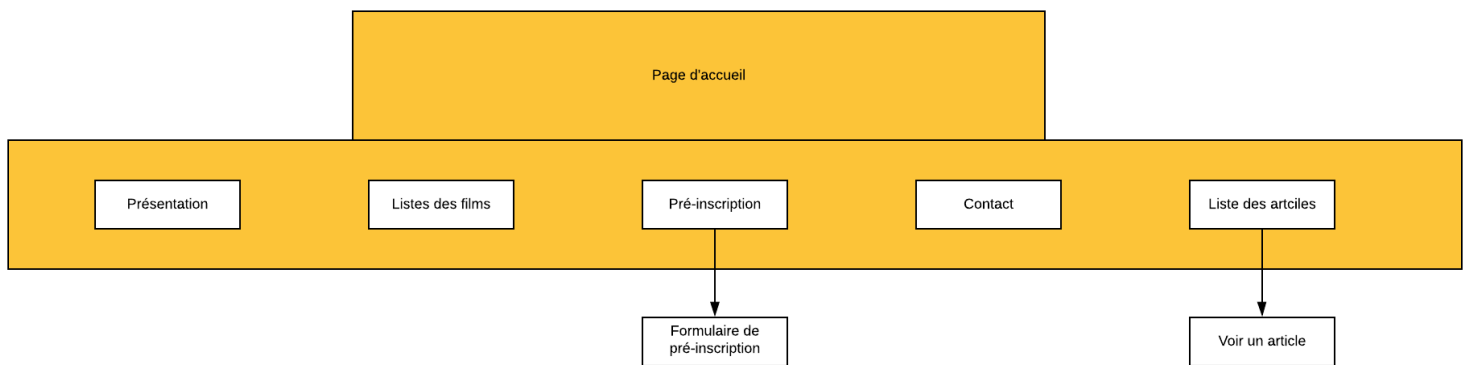 Page d'accueil
Présentation
Listes des films
Pré-inscription
Contact
Liste des artciles
Formulaire de
pré-inscription
Voir un article